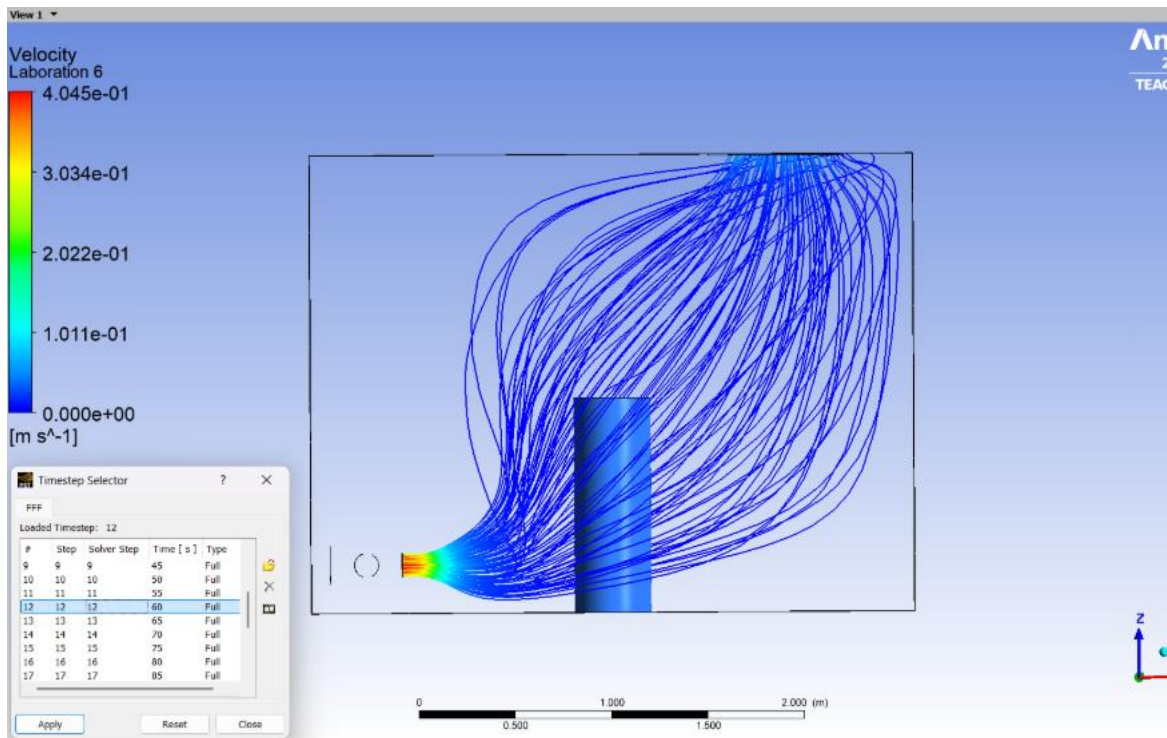 View 1
Velocity
Laboration 6
4.045e-01
3.034e-01
2.022e-01
1.011e-01
0.000e+00
[m s^-1]
An
2
TEAC
Timestep Selector ?
FFF
Loaded Timestep: 12
# Step Solver Step Time [ s ] Type
9 9 9 45 Full
10 10 10 50 Full
11 11 11 55 Full
12 12 12 60 Full
13 13 13 65 Full
14 14 14 70 Full
15 15 15 75 Full
16 16 16 80 Full
17 17 17 85 Full
Apply Reset Close
0 1.000 2.000 (m)
0.500 1.500
Z